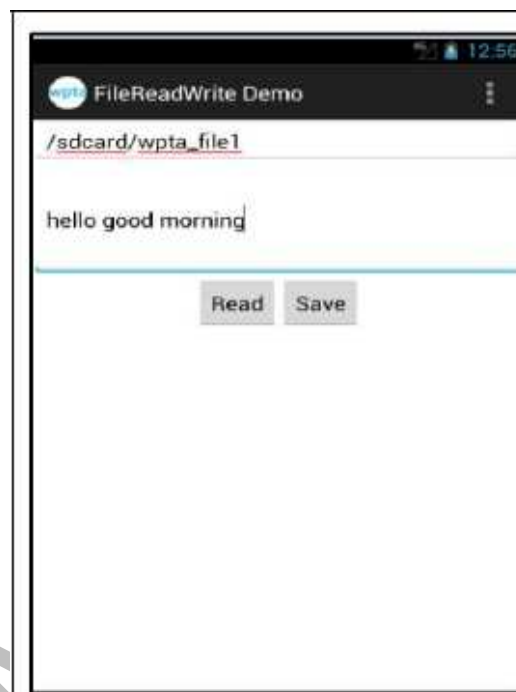 12:56
wpta FileReadWrite Demo
/sdcard/wpta_file1
hello good morning
Read Save